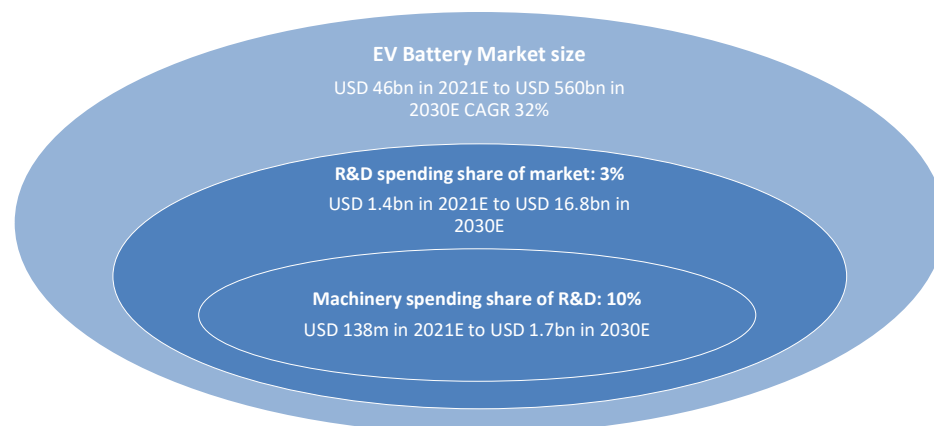 EV Battery Market size
USD 46bn in 2021E to USD 560bn in
2030E CAGR 32%
R&D spending share of market: 3%
USD 1.4bn in 2021E to USD 16.8bn in
2030E
Machinery spending share of R&D: 10%
USD 138m in 2021E to USD 1.7bn in 2030E